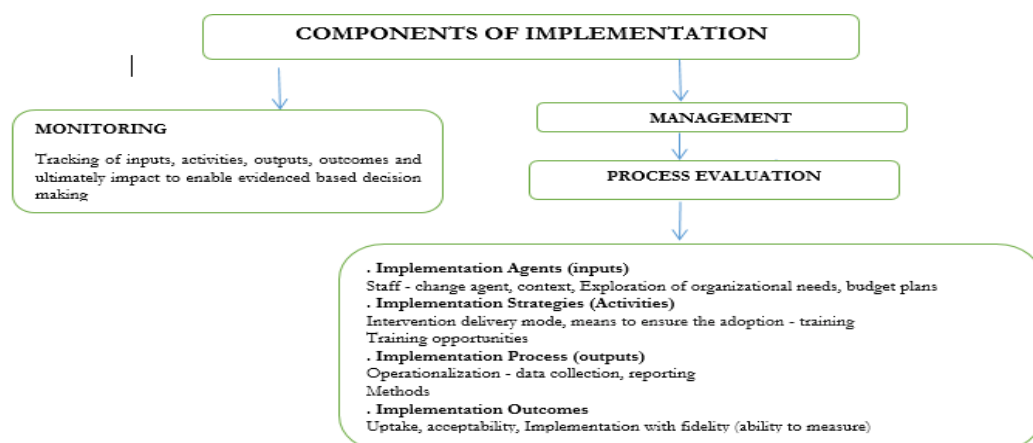 COMPONENTS OF IMPLEMENTATION
MONITORING
Tracking of inputs, activities, outputs, outcomes and
ultimately impact to enable evidenced based decision
making
MANAGEMENT
PROCESS EVALUATION
. Implementation Agents (inputs)
Staff - change agent, context, Exploration of organizational needs, budget plans
. Implementation Strategies (Activities)
Intervention delivery mode, means to ensure the adoption - training
Training opportunities
. Implementation Process (outputs)
Operationalization - data collection, reporting
Methods
. Implementation Outcomes
Uptake, acceptability, Implementation with fidelity (ability to measure)